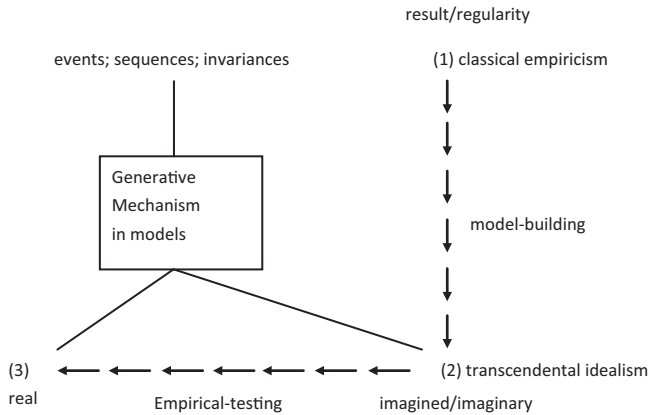 result/regularity
events; sequences; invariances
(1) classical empiricism
Generative
Mechanism
in models
model-building
(3)
real
(2) transcendental idealism
Empirical-testing
imagined/imaginary